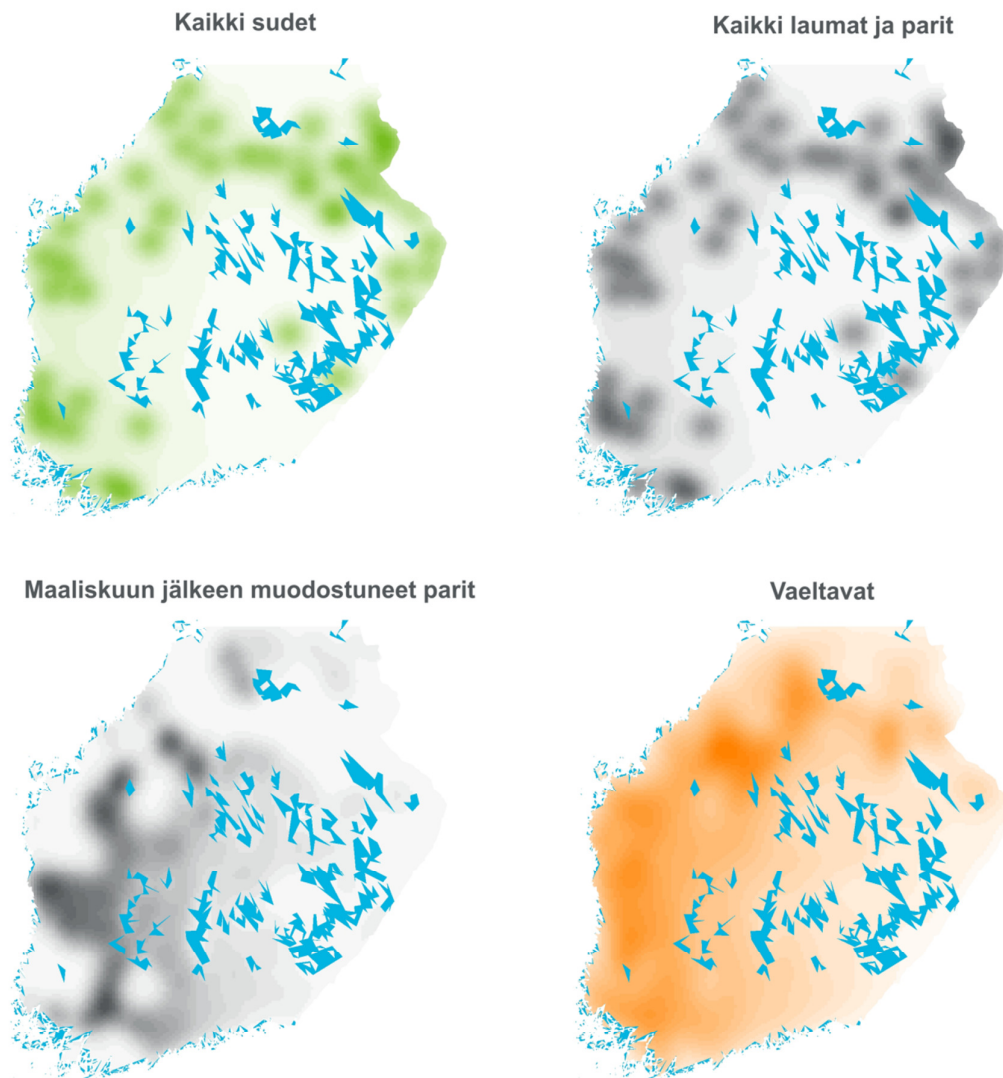 Kaikki sudet
Kaikki laumat ja parit
Maaliskuun jälkeen muodostuneet parit
Vaeltavat